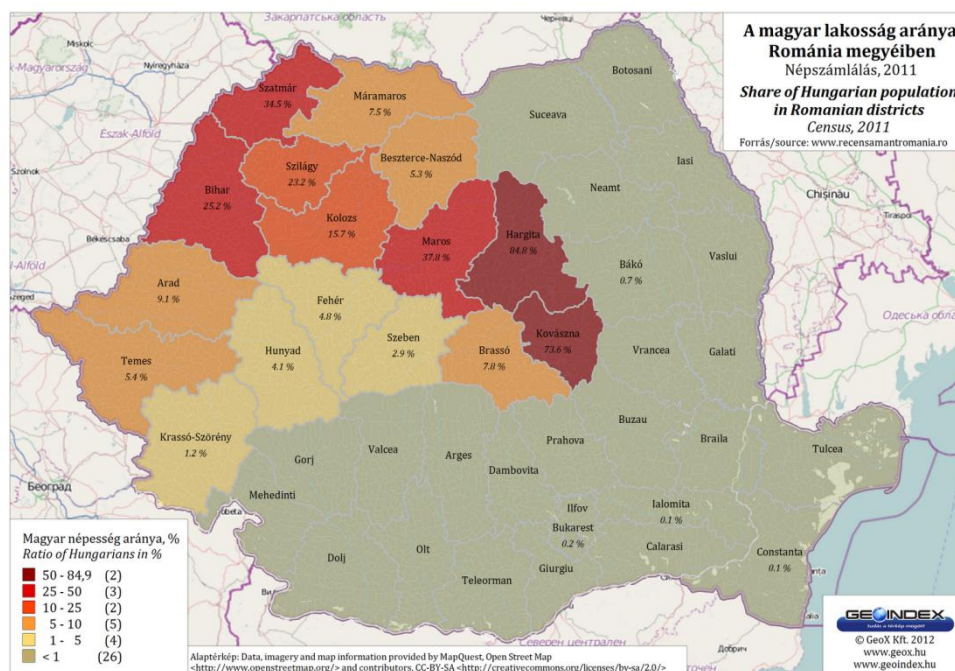 A magyar lakosság aránya
Románia megyéiben
Népszámlálás, 2011
Share of Hungarian population
in Romanian districts
Census, 2011
Forrás/source: www.recensamantromania.ro
Закарпатська область
Miskolc
Nyíregyháza
Észak-Alföld
Szolnok
Békéscsaba
Szeged
Београд
Chișinău
Tiraspol
Szatmár
34.5 %
Máramaros
7.5 %
Botosani
Suceava
Szilágy
23.2 %
Beszterce-Naszód
5.3 %
Iasi
Bihar
25.2 %
Kolozs
15.7 %
Neamt
Maros
37.8 %
Hargita
84.8 %
Bákó
0.7 %
Vaslui
Arad
9.1 %
Fehér
4.8 %
Szeben
2.9 %
Hunyad
4.1 %
Kovászna
73.6 %
Brassó
7.8 %
Vrancea
Galati
Temes
5.4 %
Krassó-Szörény
1.2 %
Buzau
Braila
Tulcea
Gorj
Valcea
Arges
Prahova
Dambovita
Mehedinti
Ilfov
Bukarest
0.2 %
Ialomita
0.1 %
Calarasi
Constanta
0.1 %
Dolj
Olt
Teleorman
Giurgiu
Magyar népesség aránya, %
Ratio of Hungarians in %
50 - 84,9 (2)
25 - 50 (3)
10 - 25 (2)
5 - 10 (5)
1 - 5 (4)
< 1 (26)
Северен централен
Добрич
GEOINDEX
tudás a térkép mögött
© GeoX Kft. 2012
www.geox.hu
www.geoindex.hu
Alaptérkép: Data, imagery and map information provided by MapQuest, Open Street Map
<http://www.openstreetmap.org/> and contributors, CC-BY-SA <http://creativecommons.org/licenses/by-sa/2.0/>